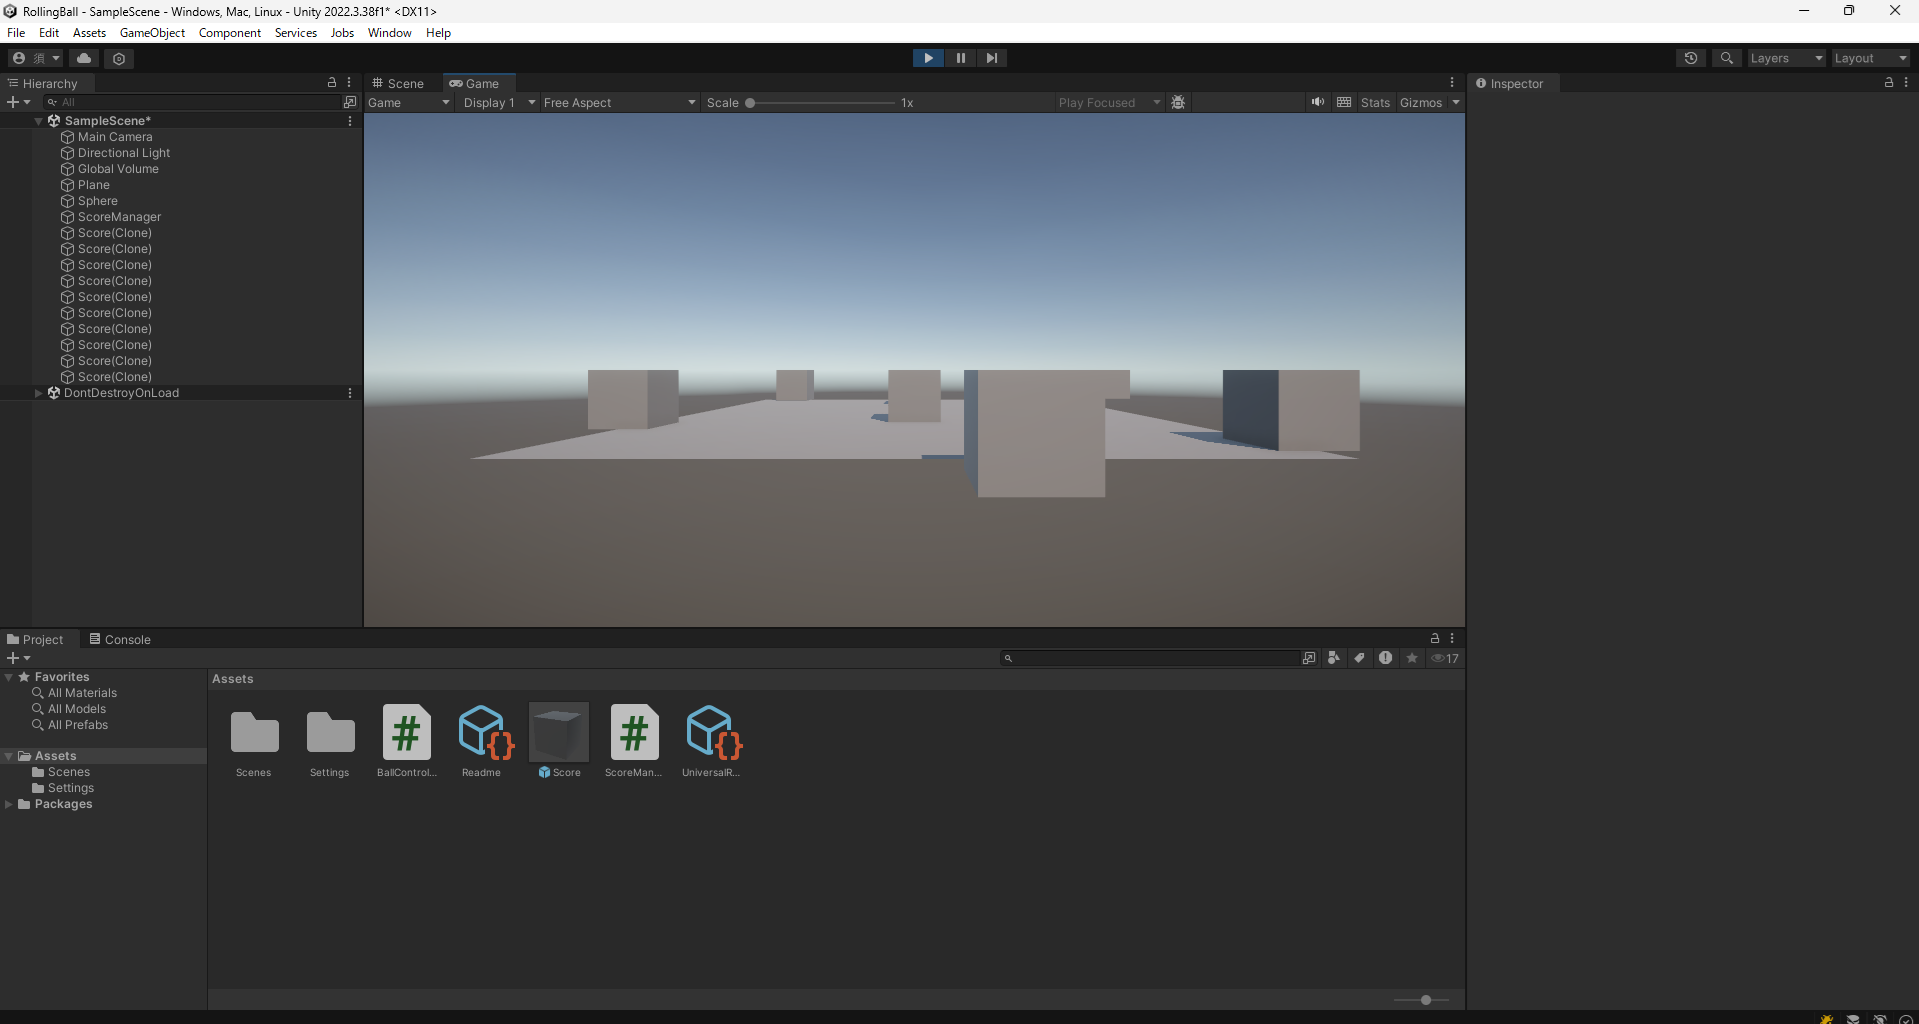 RollingBall - SampleScene - Windows, Mac, Linux - Unity 2022.3.38f1* <DX11>
File Edit Assets GameObject Component Services Jobs Window Help
須 Layers Layout
Hierarchy Scene Game Inspector
All Game Display 1 Free Aspect Scale 1x Play Focused Stats Gizmos
SampleScene*
Main Camera
Directional Light
Global Volume
Plane
Sphere
ScoreManager
Score(Clone)
Score(Clone)
Score(Clone)
Score(Clone)
Score(Clone)
Score(Clone)
Score(Clone)
Score(Clone)
Score(Clone)
Score(Clone)
DontDestroyOnLoad
Project Console
17
Favorites
All Materials
All Models
All Prefabs
Assets
Scenes
Settings
Packages
Assets
# #
Scenes Settings BallControl... Readme Score ScoreMan... UniversalR...